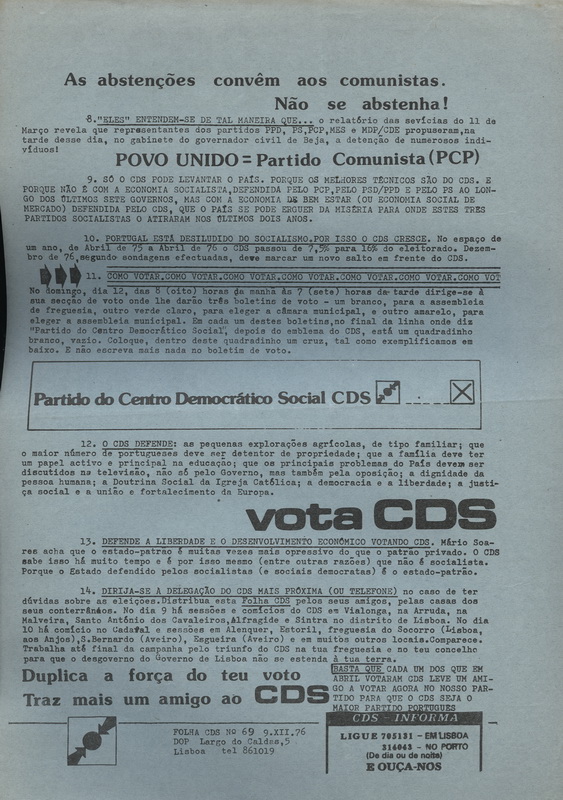 As abstenções convêm aos comunistas.
Não se abstenha!
8."ELES" ENTENDEM-SE DE TAL MANEIRA QUE... o relatório das sevícias do 11 de
Março revela que representantes dos partidos PPD, PS,PCP,MES e MDP/CDE propuseram,na
tarde desse dia, no gabinete do governador civil de Beja, a detenção de numerosos indi-
víduos!
POVO UNIDO = Partido Comunista (PCP)
9. SÓ O CDS PODE LEVANTAR O PAÍS. PORQUE OS MELHORES TÉCNICOS SÃO DO CDS. E
PORQUE NÃO É COM A ECONOMIA SOCIALISTA,DEFENDIDA PELO PCP,PELO PSD/PPD E PELO PS AO LON-
GO DOS ÚLTIMOS SETE GOVERNOS, MAS COM A ECONOMIA DE BEM ESTAR (OU ECONOMIA SOCIAL DE
MERCADO) DEFENDIDA PELO CDS, QUE O PAÍS SE PODE ERGUER DA MISÉRIA PARA ONDE ESTES TRÊS
PARTIDOS SOCIALISTAS O ATIRARAM NOS ÚLTIMOS DOIS ANOS.
10. PORTUGAL ESTÁ DESILUDIDO DO SOCIALISMO.POR ISSO O CDS CRESCE. No espaço de
um ano, de Abril de 75 a Abril de 76 o CDS passou de 7,5% para 16% do eleitorado. Dezem-
bro de 76,segundo sondagens efectuadas, deve marcar um novo salto em frente do CDS.
11. COMO VOTAR.COMO VOTAR.COMO VOTAR.COMO VOTAR.COMO VOTAR.COMO VOTAR.COMO VOT
No domingo, dia 12, das 8 (oito) horas da manhã às 7 (sete) horas da tarde dirige-se à
sua secção de voto onde lhe darão três boletins de voto - um branco, para a assembleia
de freguesia, outro verde claro, para eleger a câmara municipal, e outro amarelo, para
eleger a assembleia municipal. Em cada um destes boletins,no final da linha onde diz
"Partido do Centro Democrático Social", depois do emblema do CDS, está um quadradinho
branco, vazio. Coloque, dentro deste quadradinho um cruz, tal como exemplificamos em
baixo. E não escreva mais nada no boletim de voto.
Partido do Centro Democrático Social CDS
12. O CDS DEFENDE: as pequenas explorações agrícolas, de tipo familiar; que
o maior número de portugueses deve ser detentor de propriedade; que a família deve ter
um papel activo e principal na educação; que os principais problemas do País devem ser
discutidos na televisão, não só pelo Governo, mas também pela oposição; a dignidade da
pessoa humana; a Doutrina Social da Igreja Católica; a democracia e a liberdade; a justi-
ça social e a união e fortalecimento da Europa.
vota CDS
13. DEFENDE A LIBERDADE E O DESENVOLVIMENTO ECONÓMICO VOTANDO CDS. Mário Soa-
res acha que o estado-patrão é muitas vezes mais opressivo do que o patrão privado. O CDS
sabe isso há muito tempo e é por isso mesmo (entre outras razões) que não é socialista.
Porque o Estado defendido pelos socialistas (e sociais democratas) é o estado-patrão.
14. DIRIJA-SE A DELEGAÇÃO DO CDS MAIS PRÓXIMA (OU TELEFONE) no caso de ter
dúvidas sobre as eleições.Distribua esta Folha CDS pelos seus amigos, pelas casas dos
seus conterrâneos. No dia 9 há sessões e comícios do CDS em Vialonga, na Arruda, na
Malveira, Santo António dos Cavaleiros,Alfragide e Sintra no distrito de Lisboa. No dia
10 há comício no Cadaval e sessões em Alenquer, Estoril, freguesia do Socorro (Lisboa,
aos Anjos),S.Bernardo (Aveiro), Esgueira (Aveiro) e em muitos outros locais.Comparece.
Trabalha até final da campanha pelo triunfo do CDS na tua freguesia e no teu concelho
para que o desgoverno do Governo de Lisboa não se estenda à tua terra.
Duplica a força do teu voto
Traz mais um amigo ao CDS
BASTA QUE CADA UM DOS QUE EM
ABRIL VOTARAM CDS LEVE UM AMI-
GO A VOTAR AGORA NO NOSSO PAR-
TIDO PARA QUE O CDS SEJA O
MAIOR PARTIDO PORTUGUES
FOLHA CDS Nº 69 9.XII.76
DOP Largo do Caldas,5
Lisboa tel 861019
CDS - INFORMA
LIGUE 705131 - EM LISBOA
316043 - NO PORTO
(De dia ou de noite)
E OUÇA-NOS